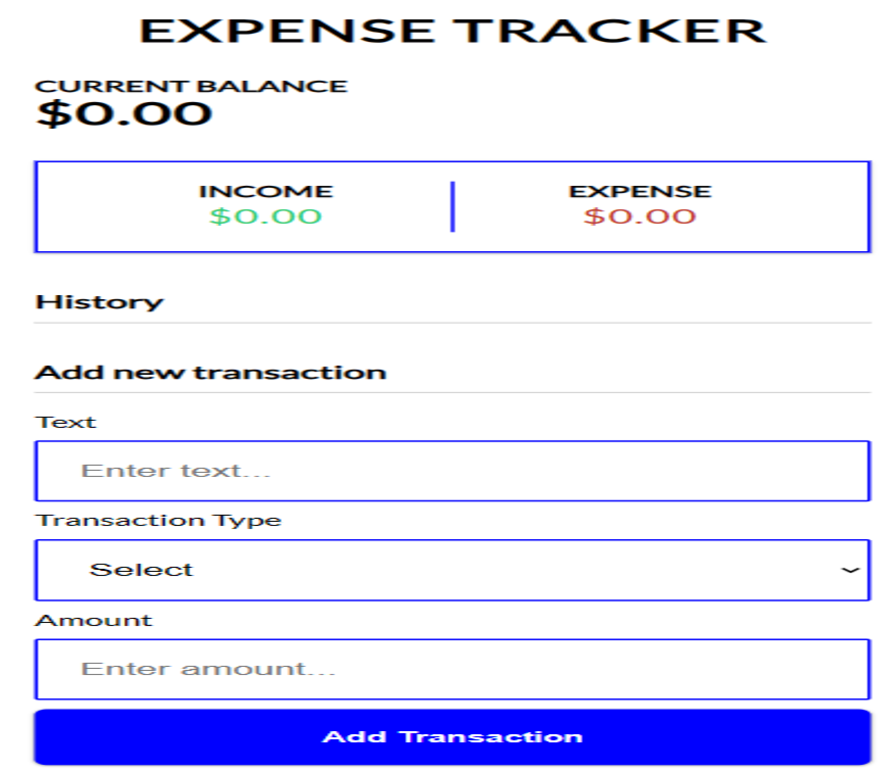 EXPENSE TRACKER
CURRENT BALANCE
$0.00
INCOME EXPENSE
$0.00 $0.00
History
Add new transaction
Text
Enter text...
Transaction Type
Select
Amount
Enter amount...
Add Transaction